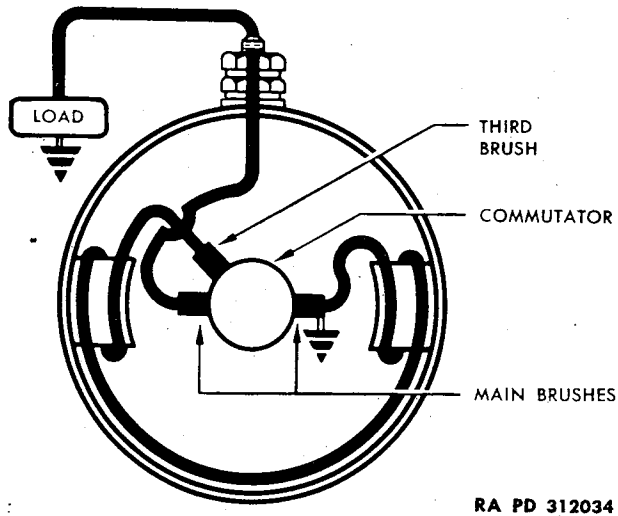 LOAD
THIRD
BRUSH
COMMUTATOR
MAIN BRUSHES
RA PD 312034